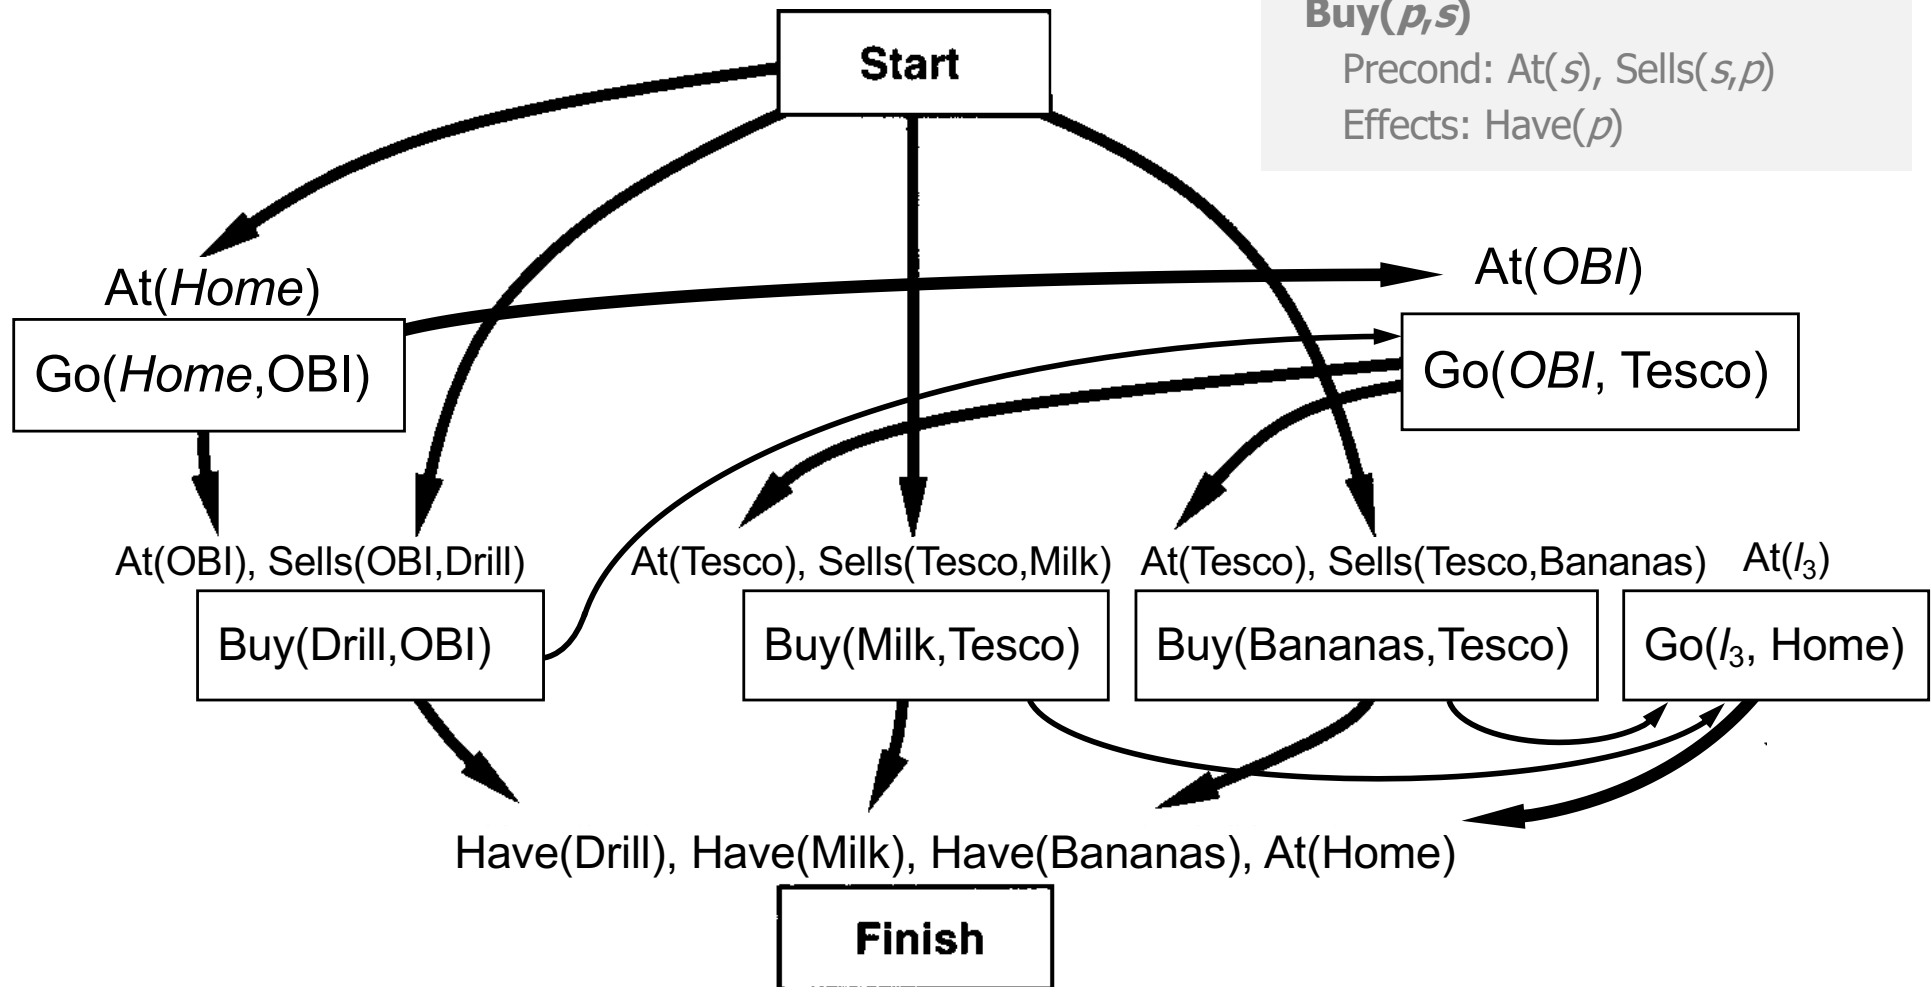 Buy(p,s)
Precond: At(s), Sells(s,p)
Effects: Have(p)
Start
At(Home)
At(OBI)
Go(Home,OBI)
Go(OBI, Tesco)
At(OBI), Sells(OBI,Drill)
At(Tesco), Sells(Tesco,Milk)
At(Tesco), Sells(Tesco,Bananas)
At(l₃)
Buy(Drill,OBI)
Buy(Milk,Tesco)
Buy(Bananas,Tesco)
Go(l₃, Home)
Have(Drill), Have(Milk), Have(Bananas), At(Home)
Finish